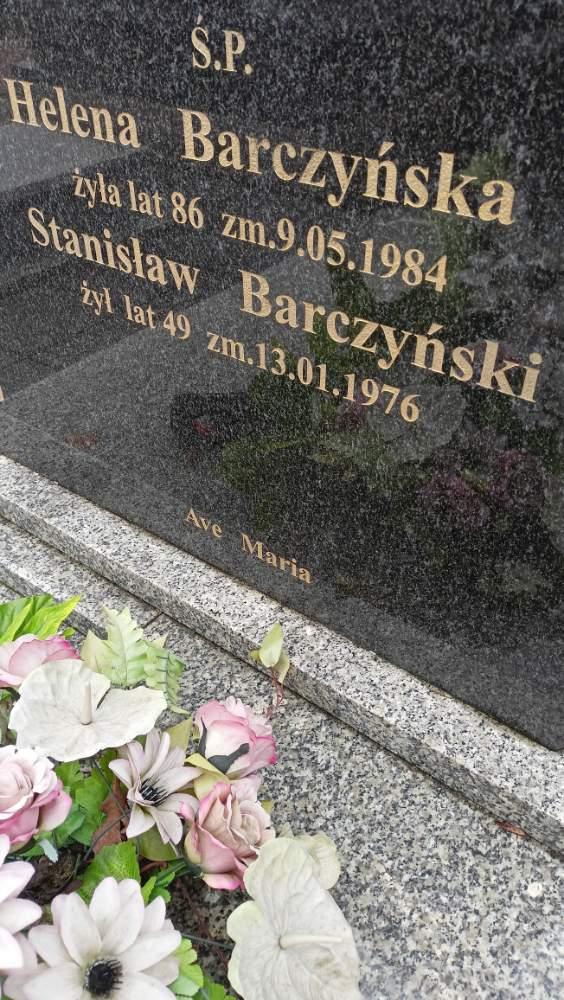 Ś.P.
Helena Barczyńska
żyła lat 86 zm.9.05.1984
Stanisław Barczyński
żył lat 49 zm.13.01.1976
Ave Maria